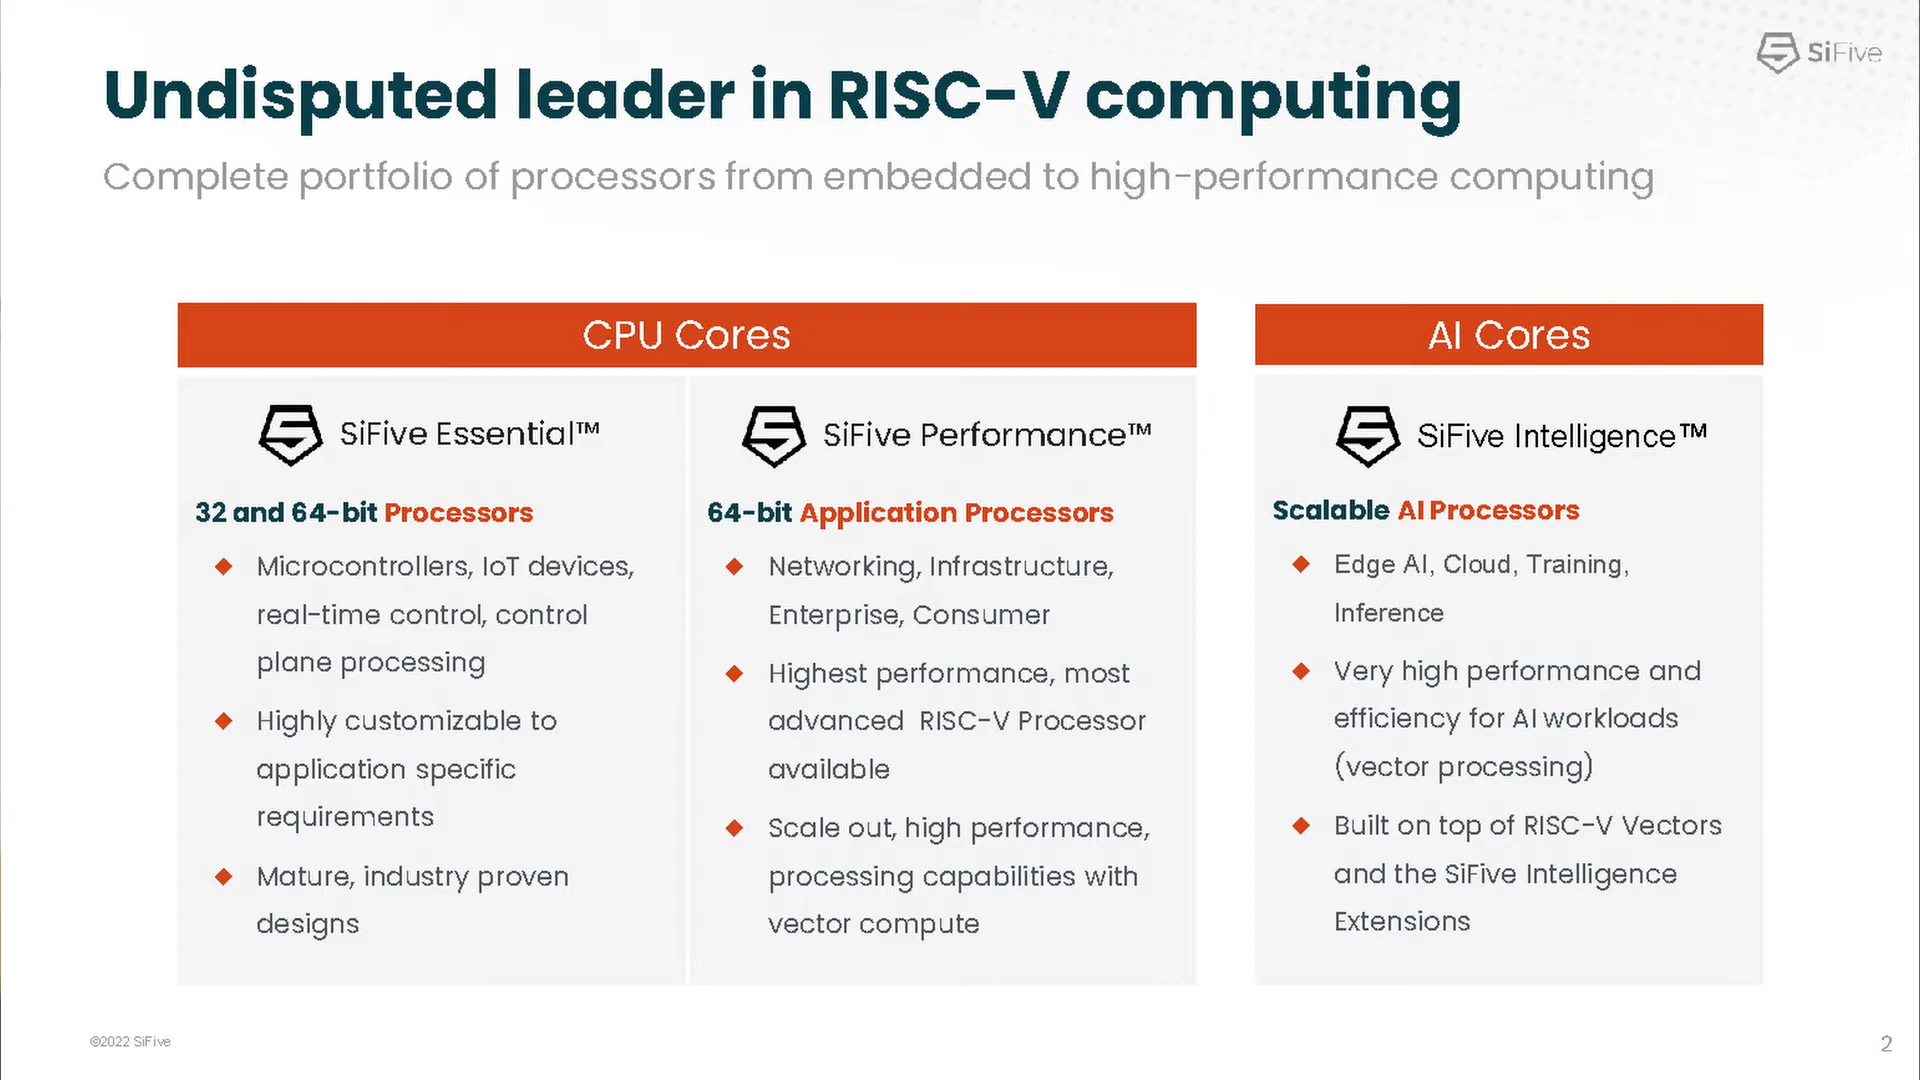 SiFive
Undisputed leader in RISC-V computing
Complete portfolio of processors from embedded to high-performance computing
CPU Cores
SiFive Essential™
32 and 64-bit Processors
Microcontrollers, IoT devices,
real-time control, control
plane processing
Highly customizable to
application specific
requirements
Mature, industry proven
designs
SiFive Performance™
64-bit Application Processors
Networking, Infrastructure,
Enterprise, Consumer
Highest performance, most
advanced RISC-V Processor
available
Scale out, high performance,
processing capabilities with
vector compute
AI Cores
SiFive Intelligence™
Scalable AI Processors
Edge AI, Cloud, Training,
Inference
Very high performance and
efficiency for AI workloads
(vector processing)
Built on top of RISC-V Vectors
and the SiFive Intelligence
Extensions
©2022 SiFive
2